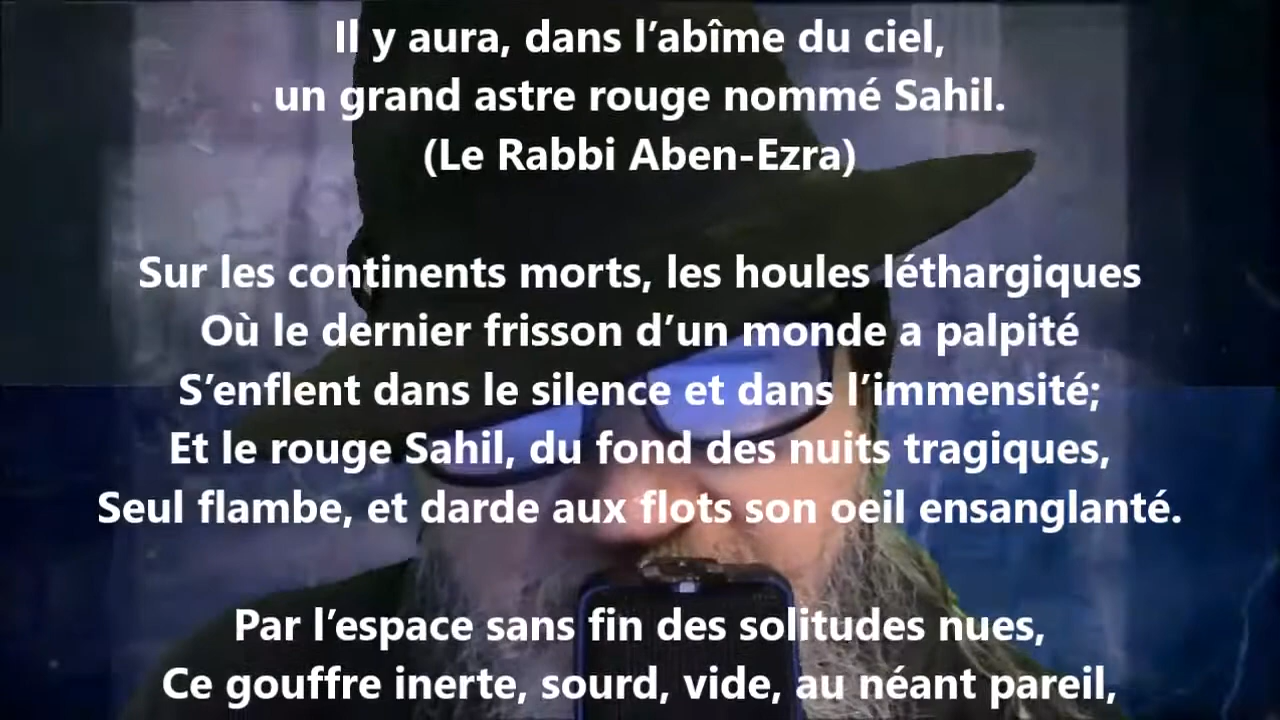 Il y aura, dans l’abîme du ciel,
un grand astre rouge nommé Sahil.
(Le Rabbi Aben-Ezra)
Sur les continents morts, les houles léthargiques
Où le dernier frisson d’un monde a palpité
S’enflent dans le silence et dans l’immensité;
Et le rouge Sahil, du fond des nuits tragiques,
Seul flambe, et darde aux flots son oeil ensanglanté.
Par l’espace sans fin des solitudes nues,
Ce gouffre inerte, sourd, vide, au néant pareil,